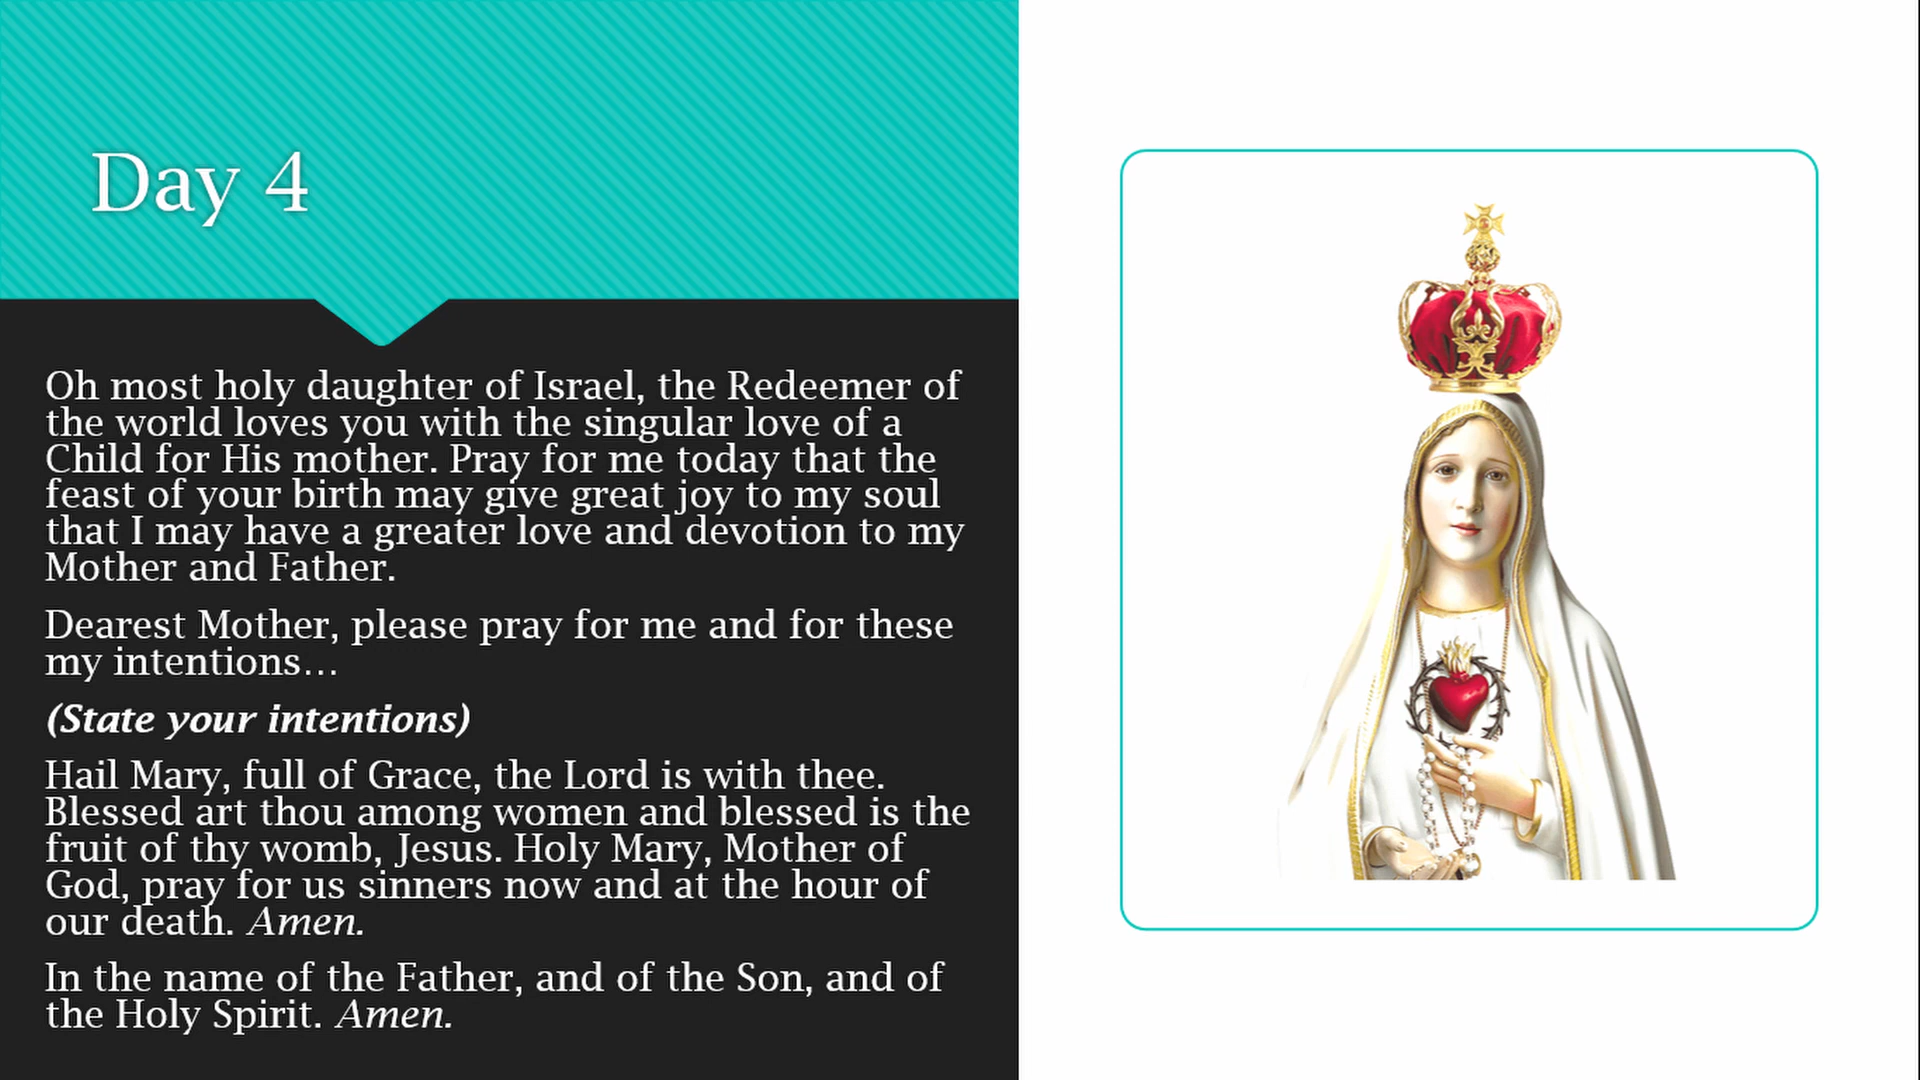 Day 4
Oh most holy daughter of Israel, the Redeemer of
the world loves you with the singular love of a
Child for His mother. Pray for me today that the
feast of your birth may give great joy to my soul
that I may have a greater love and devotion to my
Mother and Father.
Dearest Mother, please pray for me and for these
my intentions…
(State your intentions)
Hail Mary, full of Grace, the Lord is with thee.
Blessed art thou among women and blessed is the
fruit of thy womb, Jesus. Holy Mary, Mother of
God, pray for us sinners now and at the hour of
our death. Amen.
In the name of the Father, and of the Son, and of
the Holy Spirit. Amen.